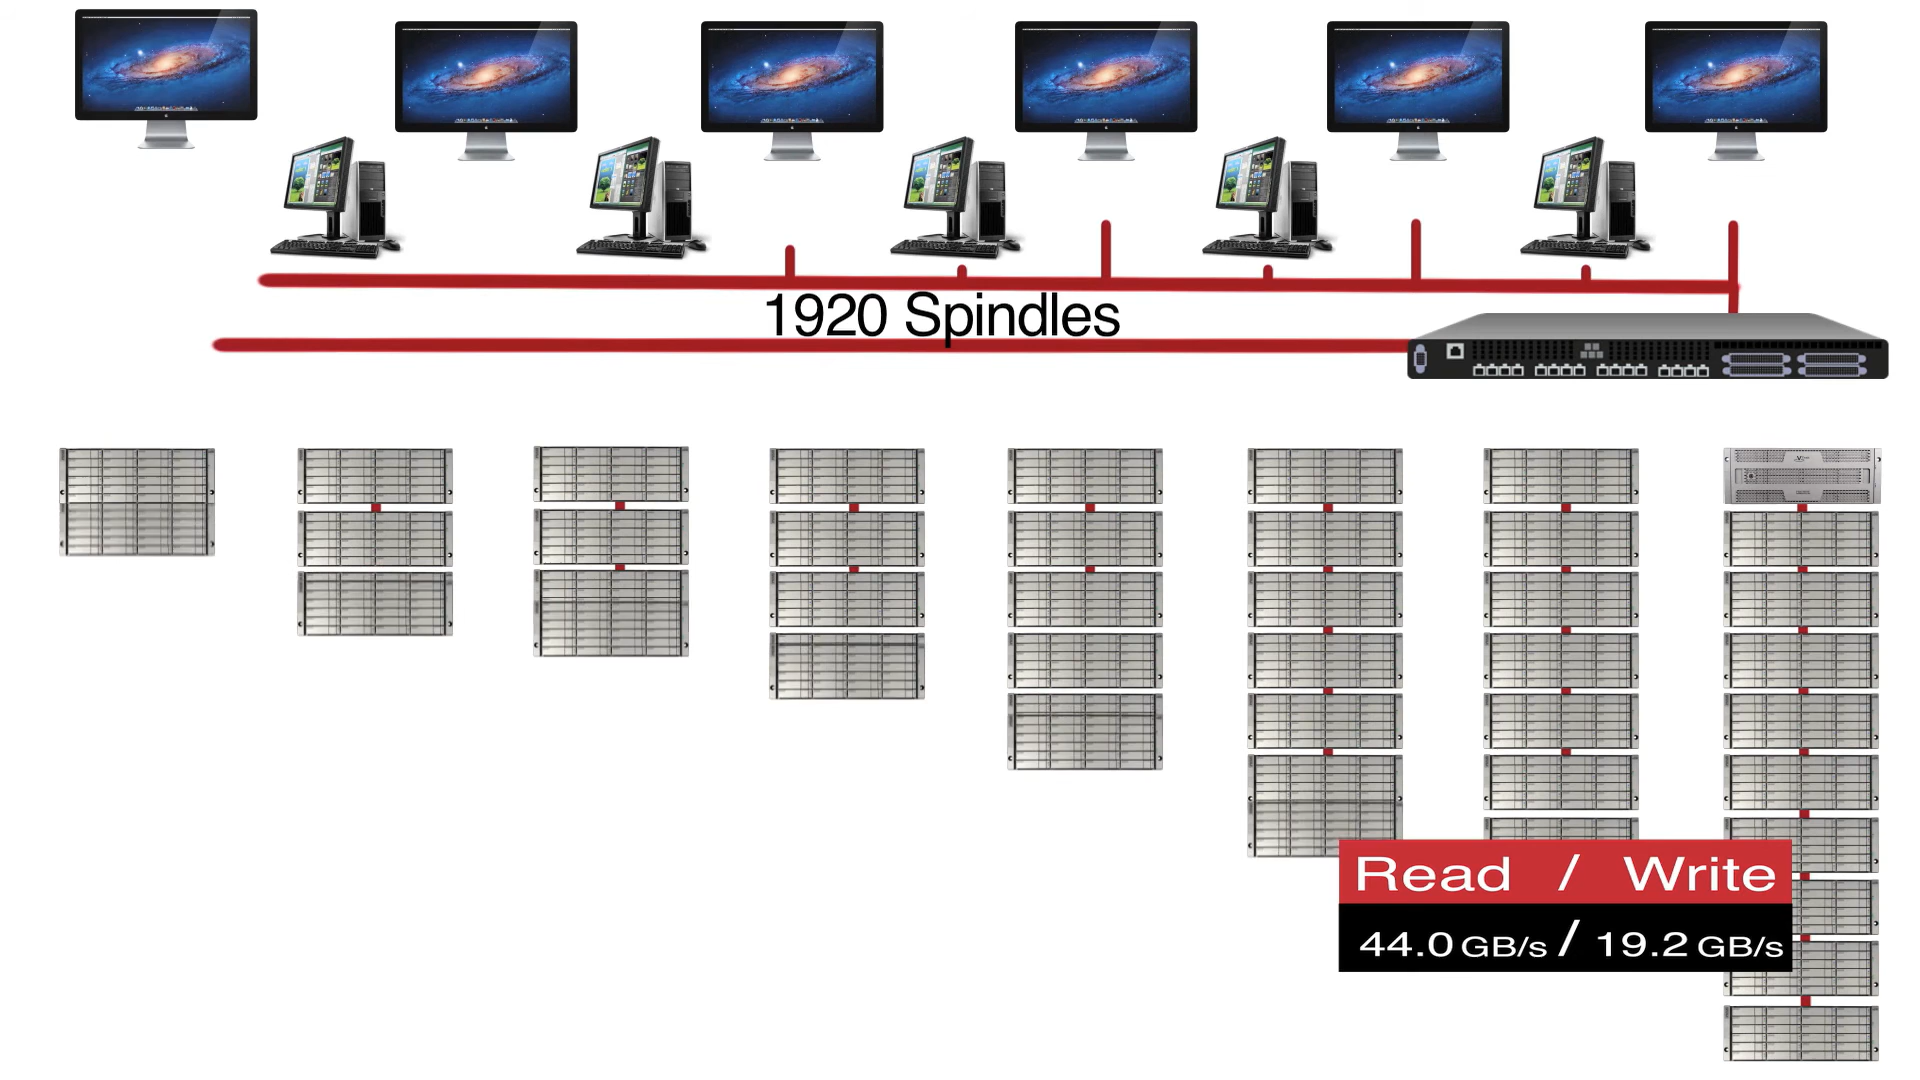 1920 Spindles
Read / Write
44.0 GB/s / 19.2 GB/s